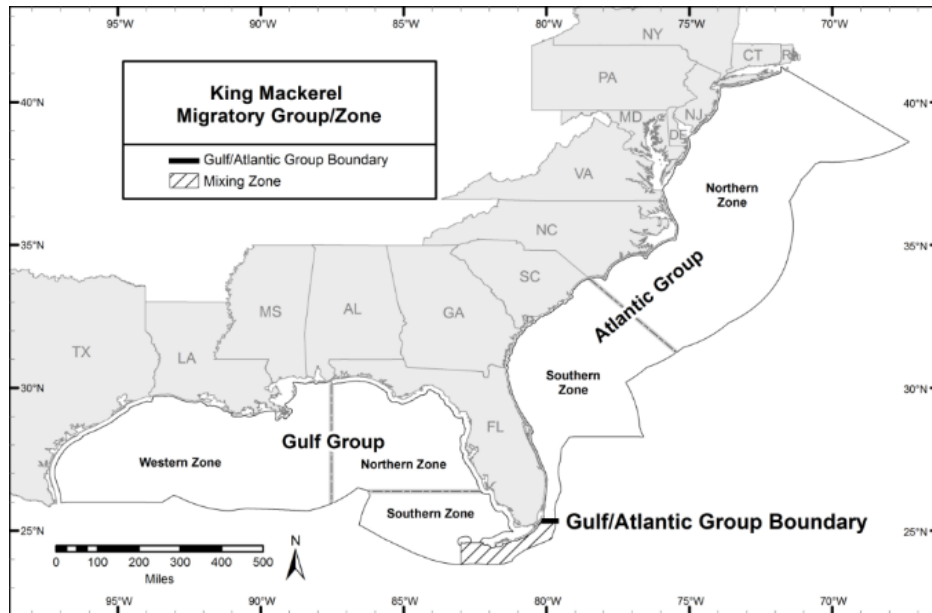 95°W 90°W 85°W 80°W 75°W 70°W
King Mackerel
Migratory Group/Zone
Gulf/Atlantic Group Boundary
Mixing Zone
40°N
40°N
35°N
35°N
30°N
30°N
25°N
25°N
NY
CT
RI
PA
NJ
MD
DE
VA
NC
SC
MS
AL
GA
TX
LA
FL
Northern
Zone
Atlantic Group
Southern
Zone
Gulf Group
Western Zone
Northern Zone
Southern Zone
Gulf/Atlantic Group Boundary
N
0 100 200 300 400 500
Miles
95°W 90°W 85°W 80°W 75°W 70°W